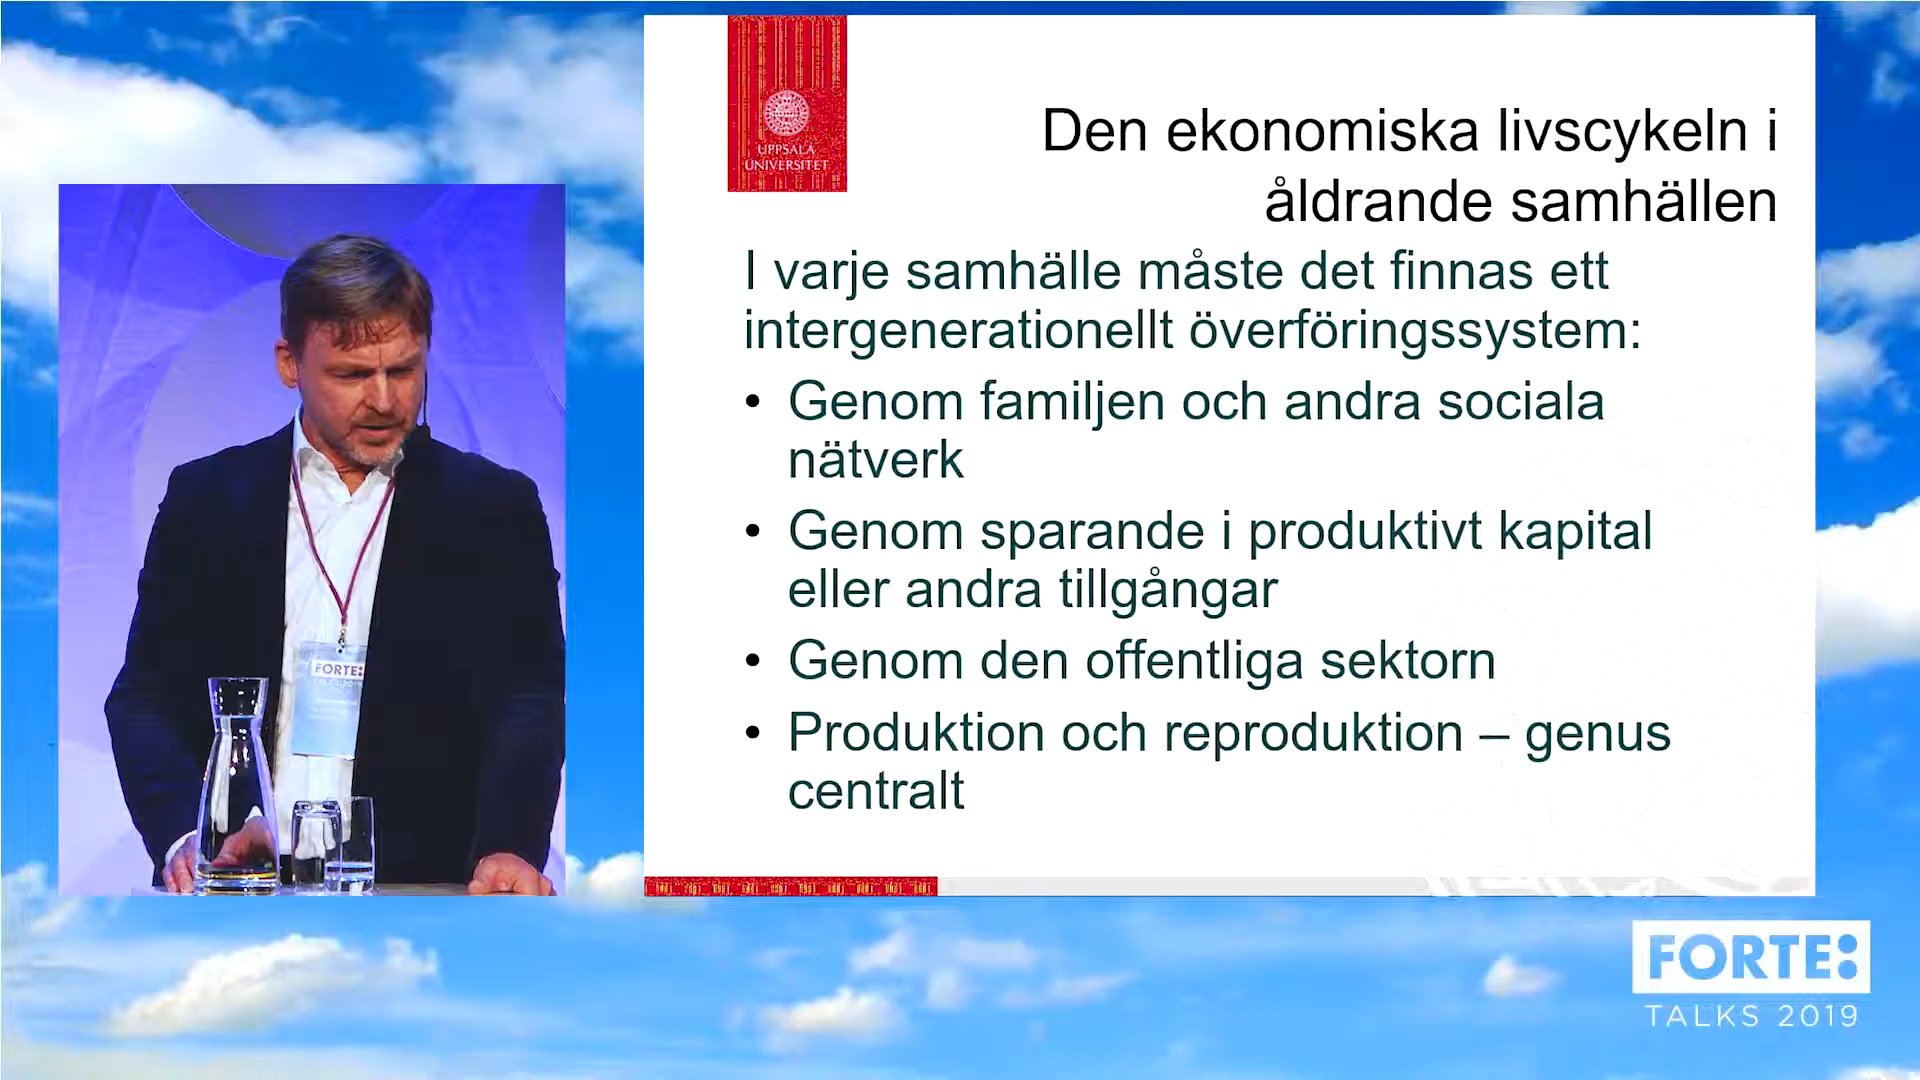 UPPSALA
UNIVERSITET
Den ekonomiska livscykeln i
åldrande samhällen
I varje samhälle måste det finnas ett
intergenerationellt överföringssystem:
• Genom familjen och andra sociala
nätverk
• Genom sparande i produktivt kapital
eller andra tillgångar
• Genom den offentliga sektorn
• Produktion och reproduktion – genus
centralt
FORTE:
TALKS 2019
FORTE:
TALKS 2019